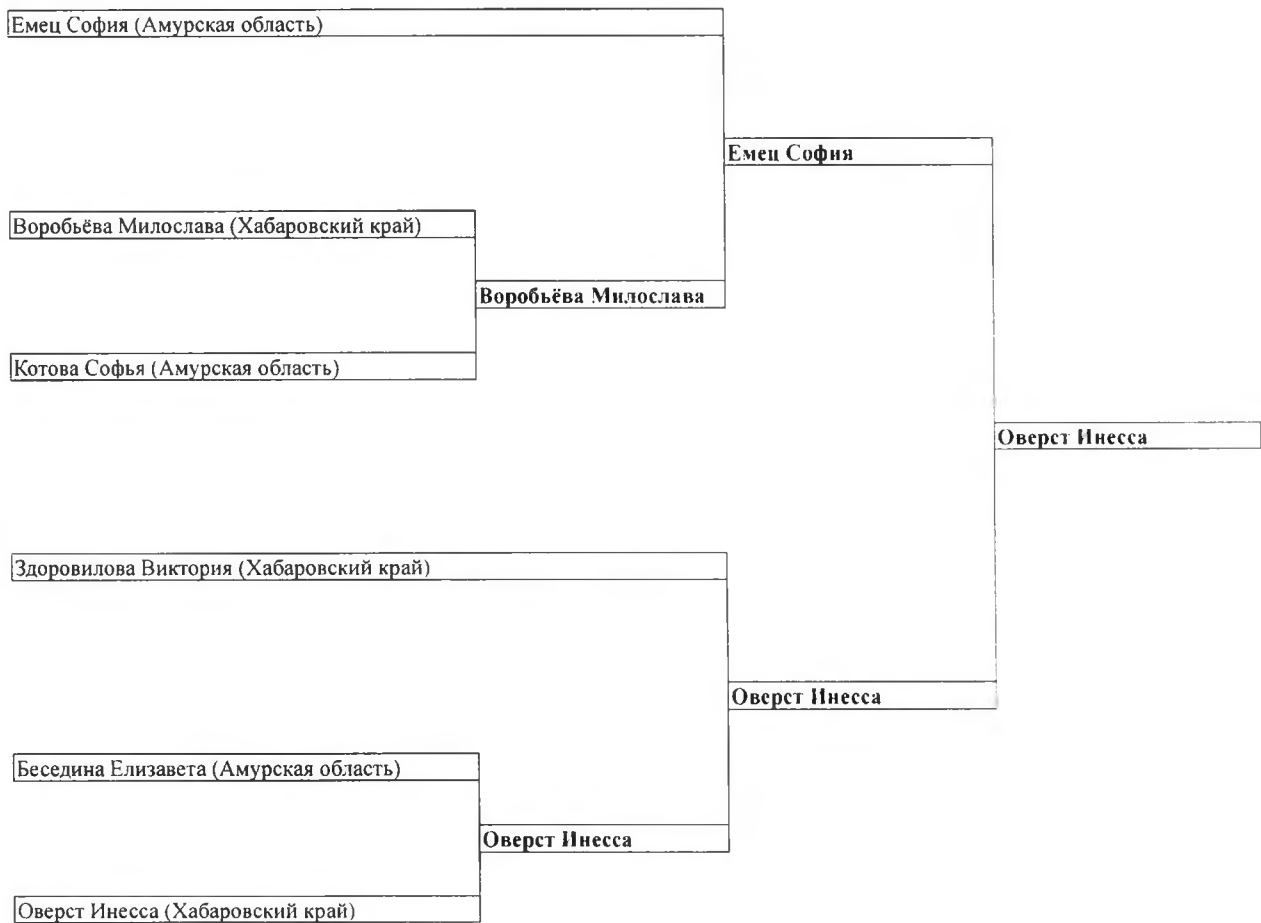 Емец София (Амурская область)
Емец София
Воробьёва Милослава (Хабаровский край)
Воробьёва Милослава
Котова Софья (Амурская область)
Оверст Инесса
Здоровилова Виктория (Хабаровский край)
Оверст Инесса
Беседина Елизавета (Амурская область)
Оверст Инесса
Оверст Инесса (Хабаровский край)